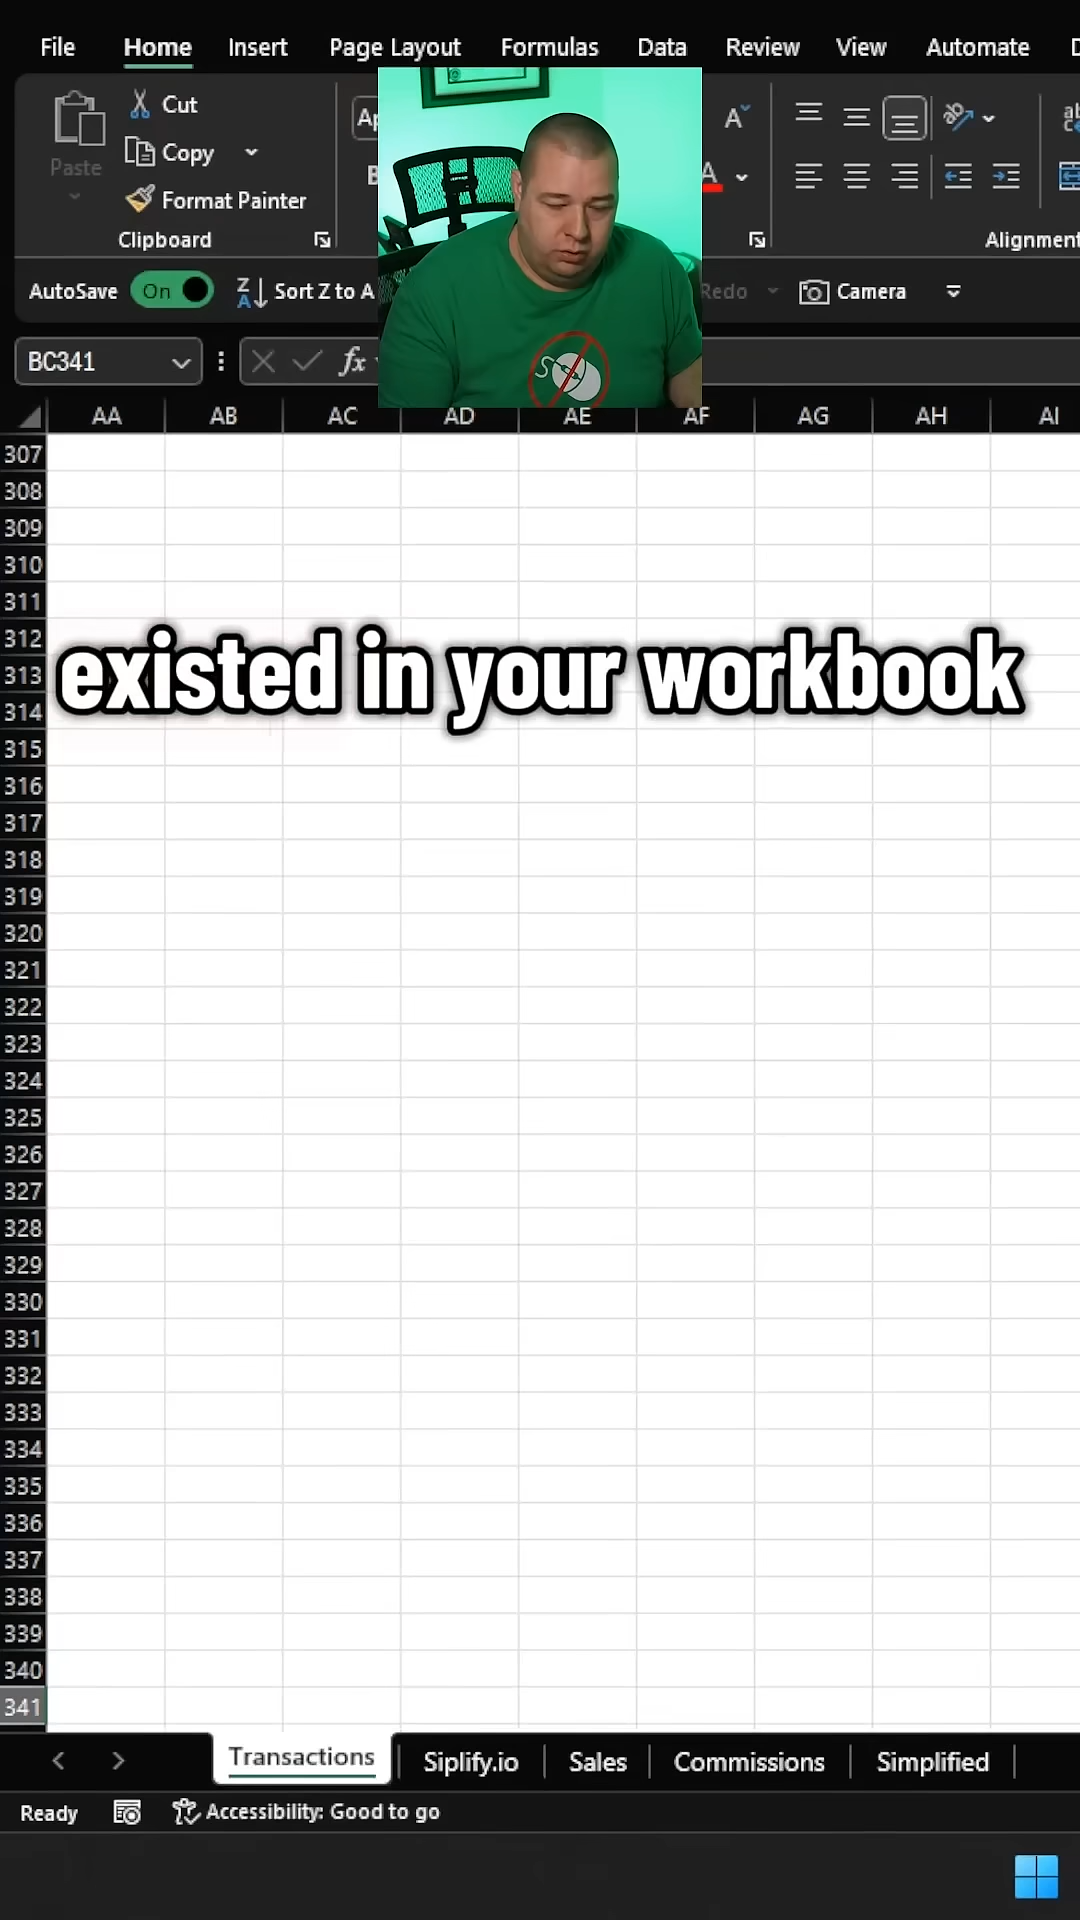 File Home Insert Page Layout Formulas Data Review View Automate
Paste
Cut
Copy
Format Painter
Clipboard
Alignment
AutoSave On Sort Z to A Redo Camera
BC341 fx
AA AB AC AD AE AF AG AH AI
307
308
309
310
311
312
313
314
existed in your workbook
315
316
317
318
319
320
321
322
323
324
325
326
327
328
329
330
331
332
333
334
335
336
337
338
339
340
341
Transactions Siplify.io Sales Commissions Simplified
Ready Accessibility: Good to go